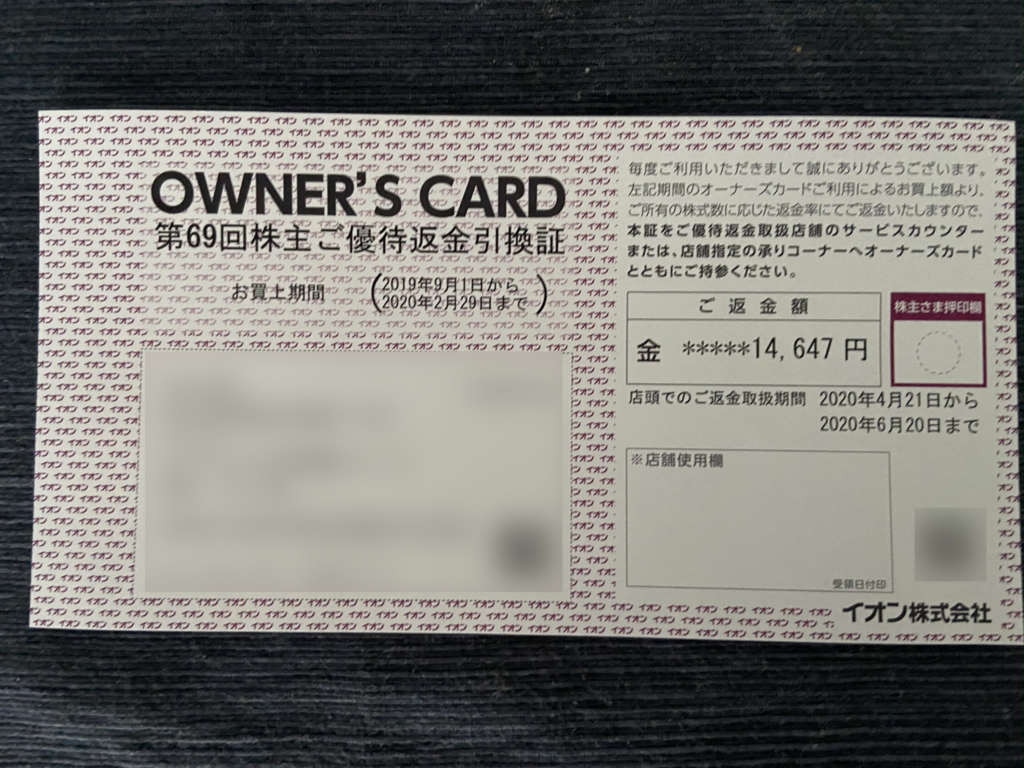 OWNER'S CARD
第69回株主ご優待返金引換証
お買上期間
(2019年9月1日から
2020年2月29日まで)
毎度ご利用いただきまして誠にありがとうございます。
左記期間のオーナーズカードご利用によるお買上額より、
ご所有の株式数に応じた返金率にてご返金いたしますので、
本証をご優待返金取扱店舗のサービスカウンター
または、店舗指定の承りコーナーへオーナーズカード
とともにご持参ください。
ご返金額
金 *****14,647 円
株主さま押印欄
店頭でのご返金取扱期間 2020年4月21日から
2020年6月20日まで
※店舗使用欄
受領日付印
イオン株式会社